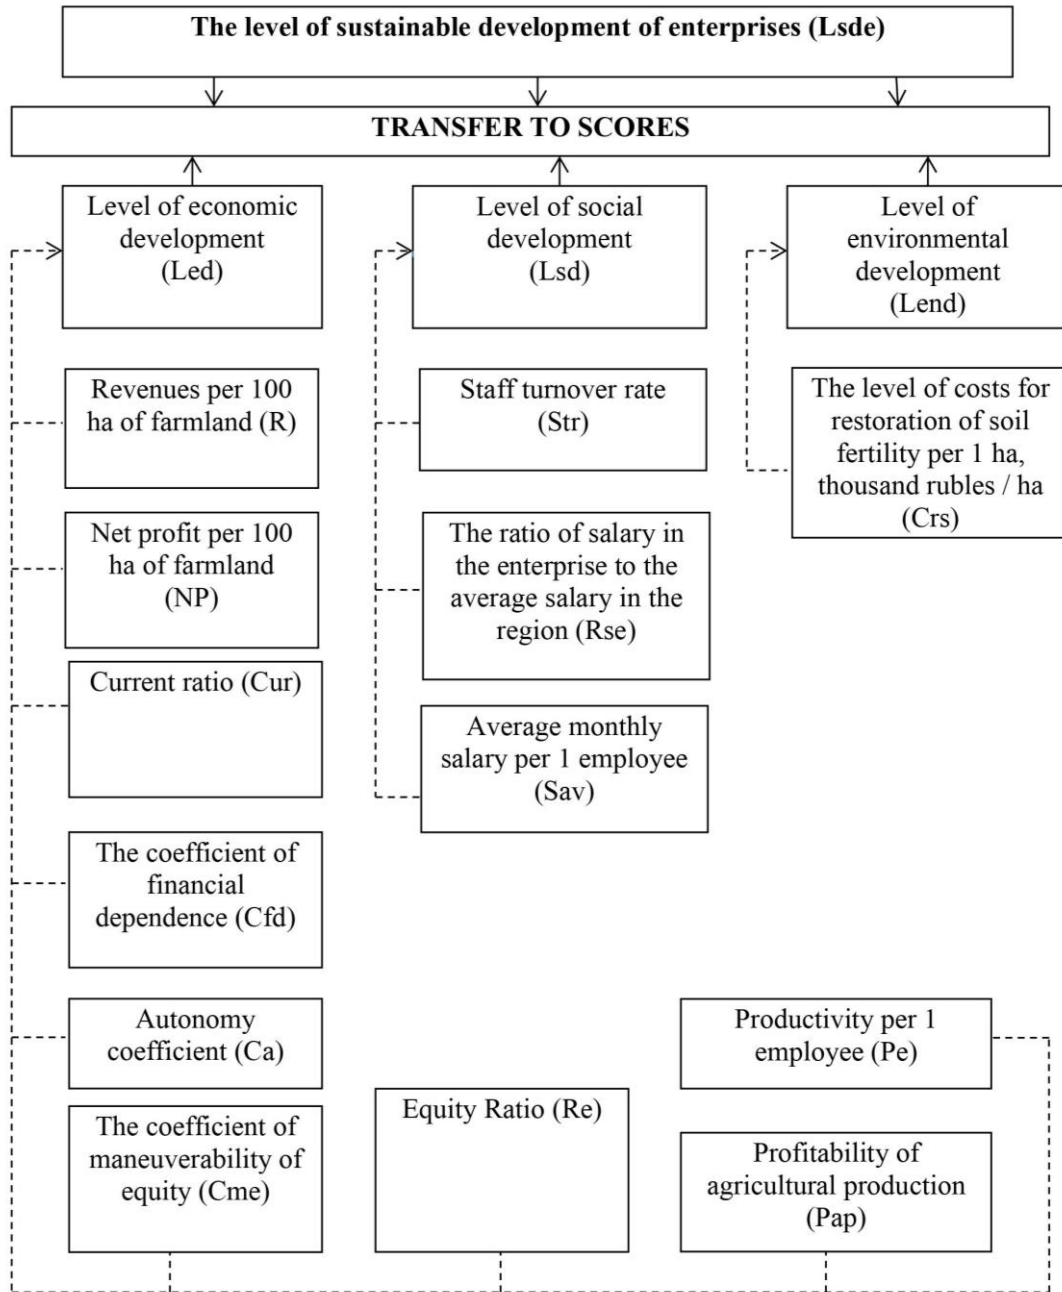 The level of sustainable development of enterprises (Lsde)
TRANSFER TO SCORES
Level of economic
development
(Led)
Level of social
development
(Lsd)
Level of
environmental
development
(Lend)
Revenues per 100
ha of farmland (R)
Staff turnover rate
(Str)
The level of costs for
restoration of soil
fertility per 1 ha,
thousand rubles / ha
(Crs)
Net profit per 100
ha of farmland
(NP)
The ratio of salary in
the enterprise to the
average salary in the
region (Rse)
Current ratio (Cur)
Average monthly
salary per 1 employee
(Sav)
The coefficient of
financial
dependence (Cfd)
Autonomy
coefficient (Ca)
Productivity per 1
employee (Pe)
The coefficient of
maneuverability of
equity (Cme)
Equity Ratio (Re)
Profitability of
agricultural production
(Pap)